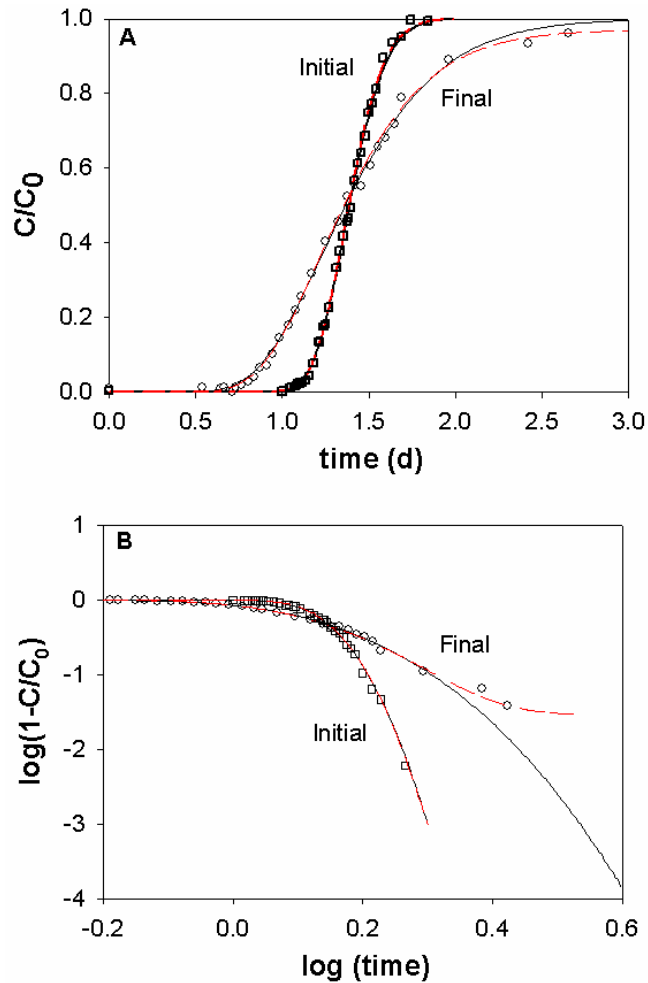 A
Initial
Final
C/C0
1.0
0.8
0.6
0.4
0.2
0.0
0.0 0.5 1.0 1.5 2.0 2.5 3.0
time (d)
B
Final
Initial
log(1-C/C0)
1
0
-1
-2
-3
-4
-0.2 0.0 0.2 0.4 0.6
log (time)